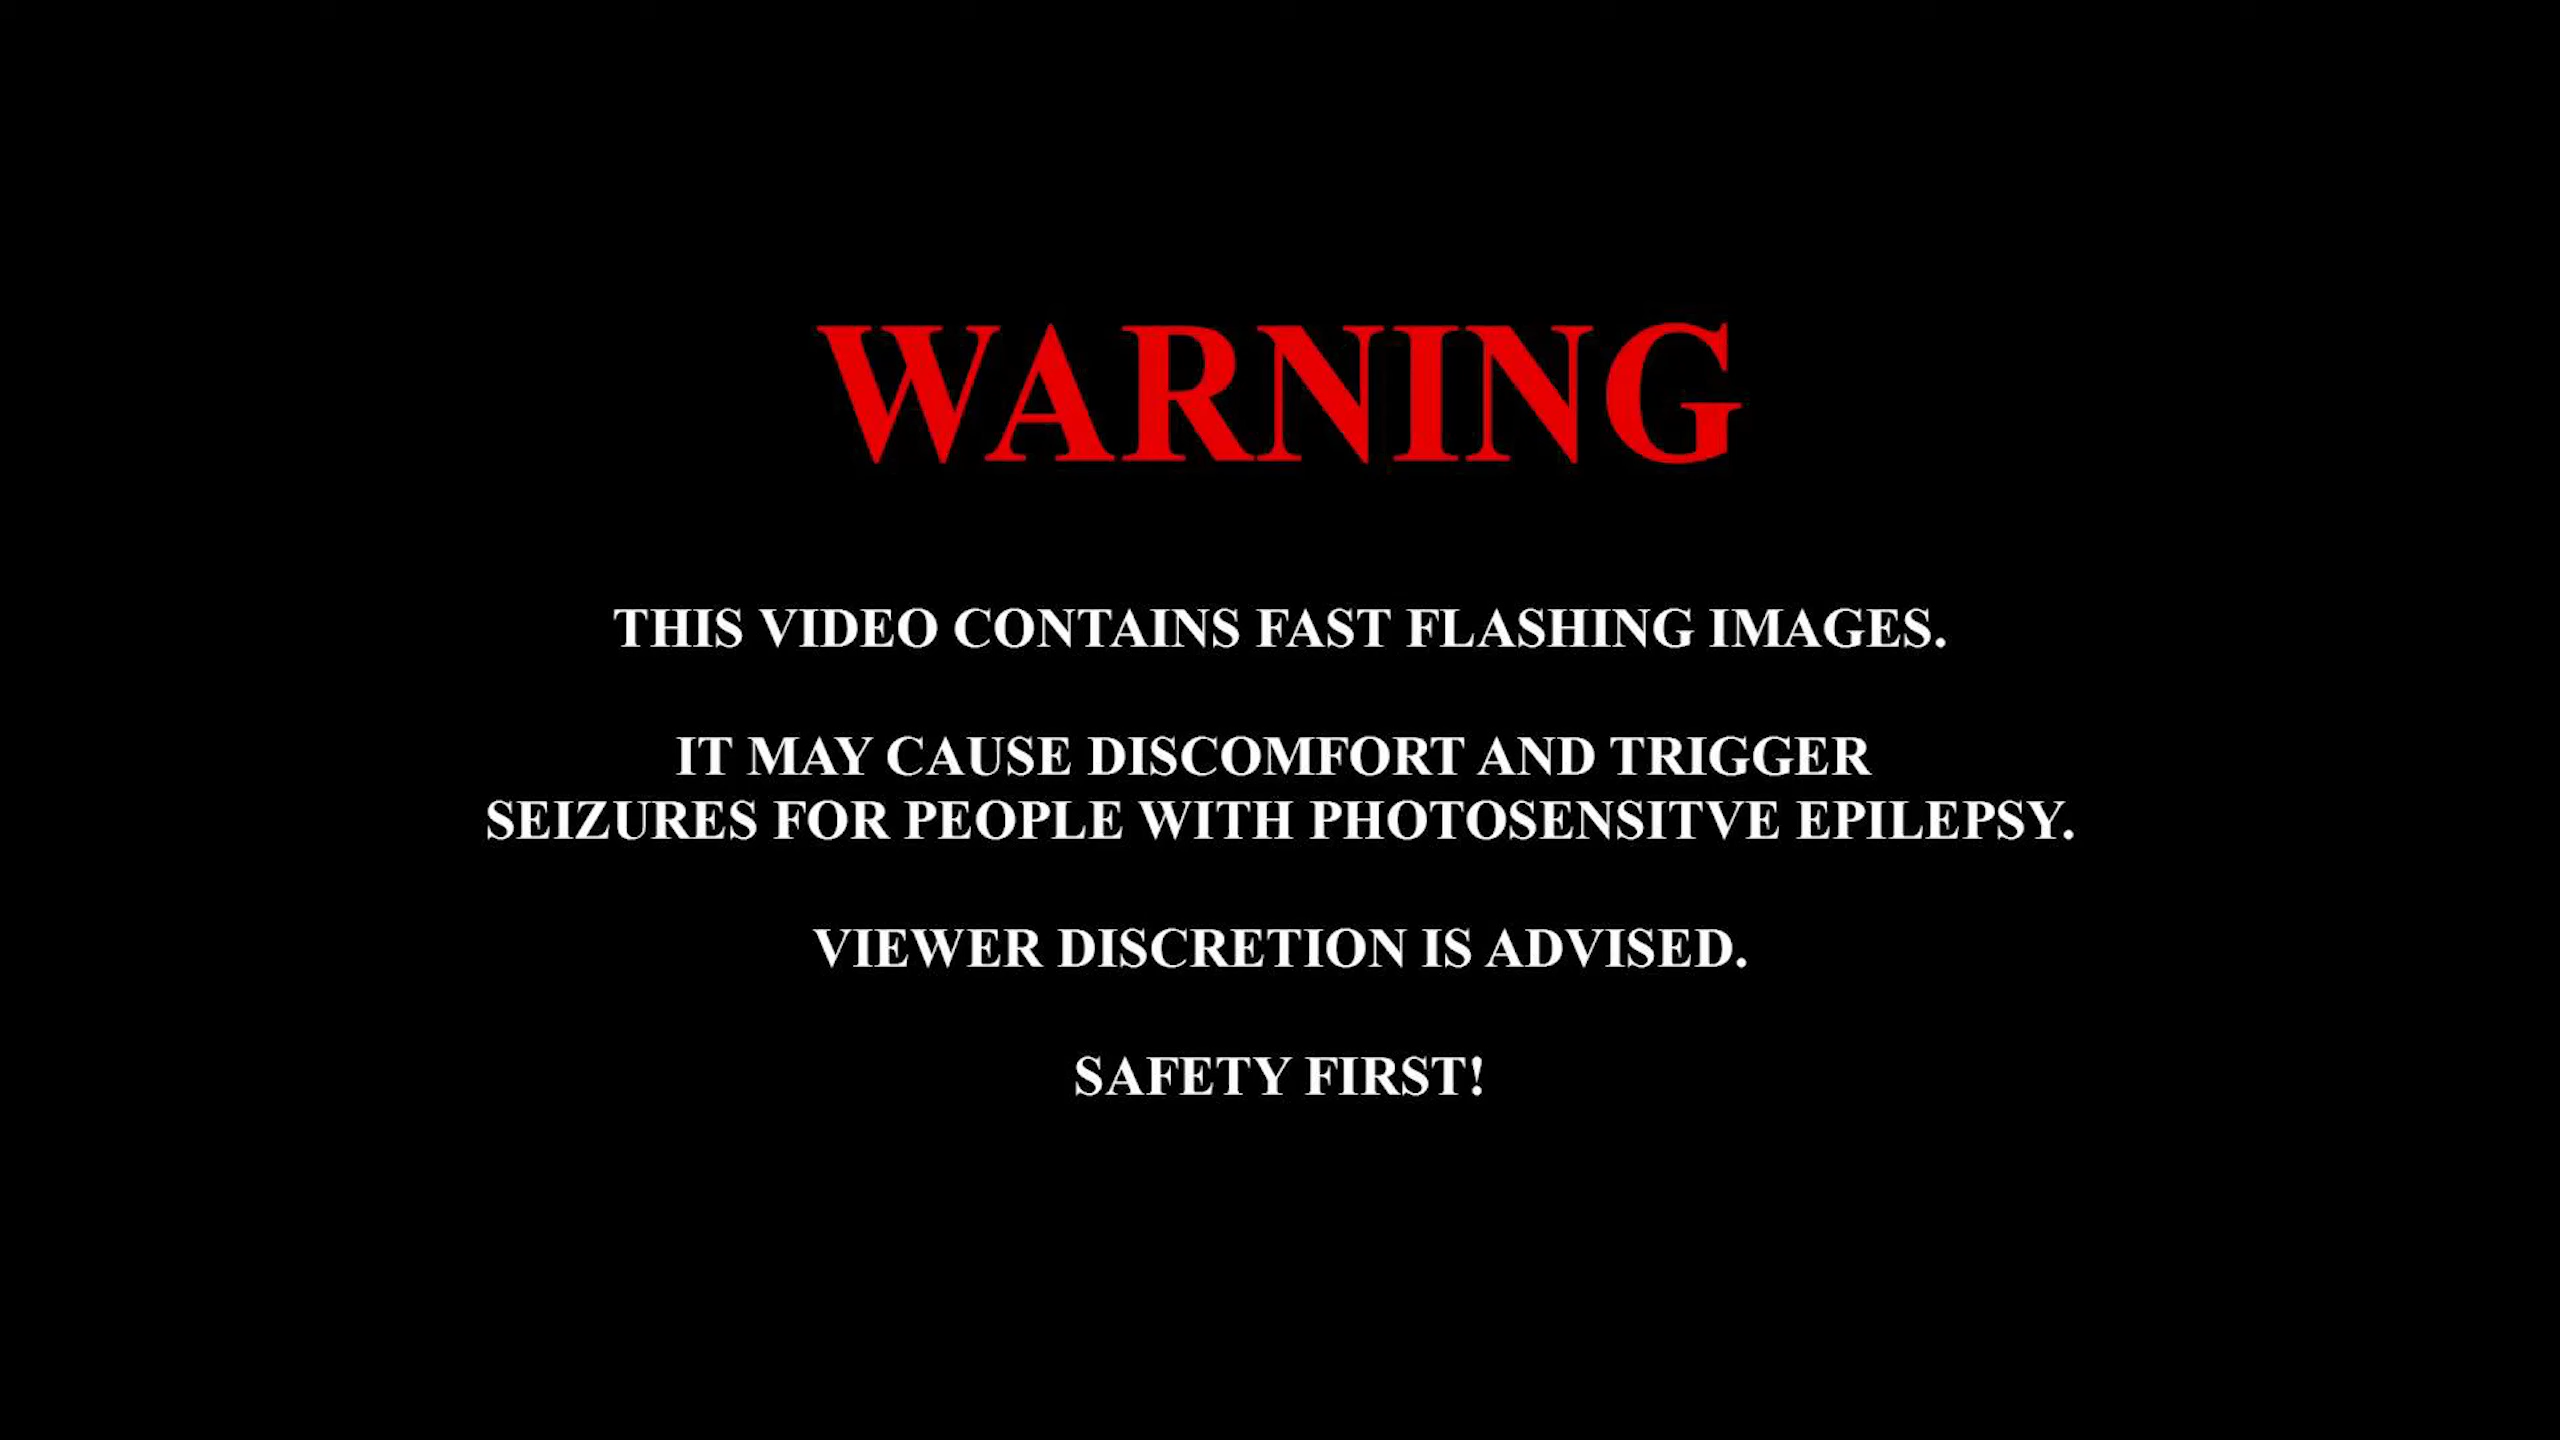 WARNING
THIS VIDEO CONTAINS FAST FLASHING IMAGES.
IT MAY CAUSE DISCOMFORT AND TRIGGER
SEIZURES FOR PEOPLE WITH PHOTOSENSITVE EPILEPSY.
VIEWER DISCRETION IS ADVISED.
SAFETY FIRST!